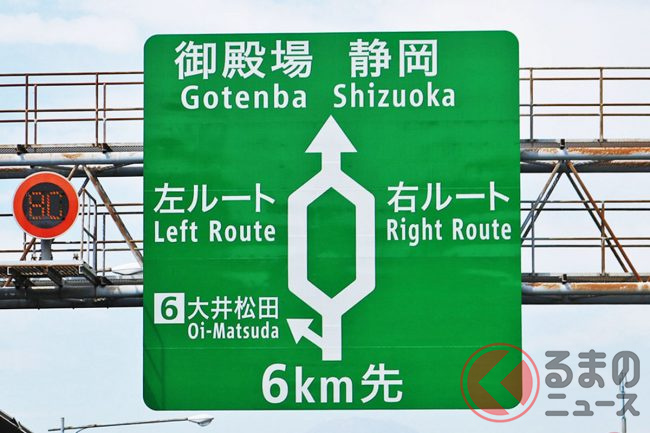 御殿場 静岡
Gotenba Shizuoka
左ルート 右ルート
Left Route Right Route
6 大井松田
Oi-Matsuda
6km先
80
くるまの
ニュース